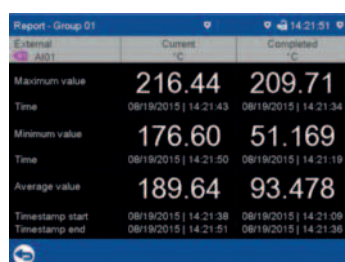 Report - Group 01 14:21:51
External Current Completed
AI01 °C °C
Maximum value 216.44 209.71
Time 08/19/2015 | 14:21:43 08/19/2015 | 14:21:34
Minimum value 176.60 51.169
Time 08/19/2015 | 14:21:50 08/19/2015 | 14:21:19
Average value 189.64 93.478
Timestamp start 08/19/2015 | 14:21:38 08/19/2015 | 14:21:09
Timestamp end 08/19/2015 | 14:21:51 08/19/2015 | 14:21:36